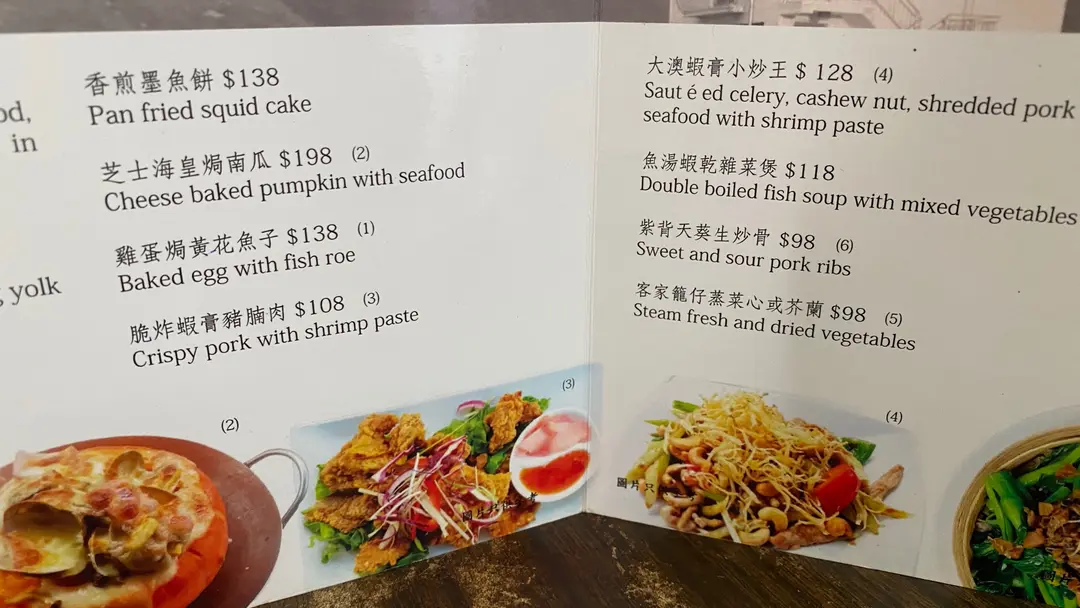 od,
in
yolk
香煎墨魚餅 $138
Pan fried squid cake
芝士海皇焗南瓜 $198 (2)
Cheese baked pumpkin with seafood
雞蛋焗黃花魚子 $138 (1)
Baked egg with fish roe
脆炸蝦膏豬腩肉 $108 (3)
Crispy pork with shrimp paste
(2)
(3)
大澳蝦膏小炒王 $ 128 (4)
Saut é ed celery, cashew nut, shredded pork
seafood with shrimp paste
魚湯蝦乾雜菜煲 $118
Double boiled fish soup with mixed vegetables
紫背天葵生炒骨 $98 (6)
Sweet and sour pork ribs
客家籠仔蒸菜心或芥蘭 $98 (5)
Steam fresh and dried vegetables
(4)
圖片只
圖片